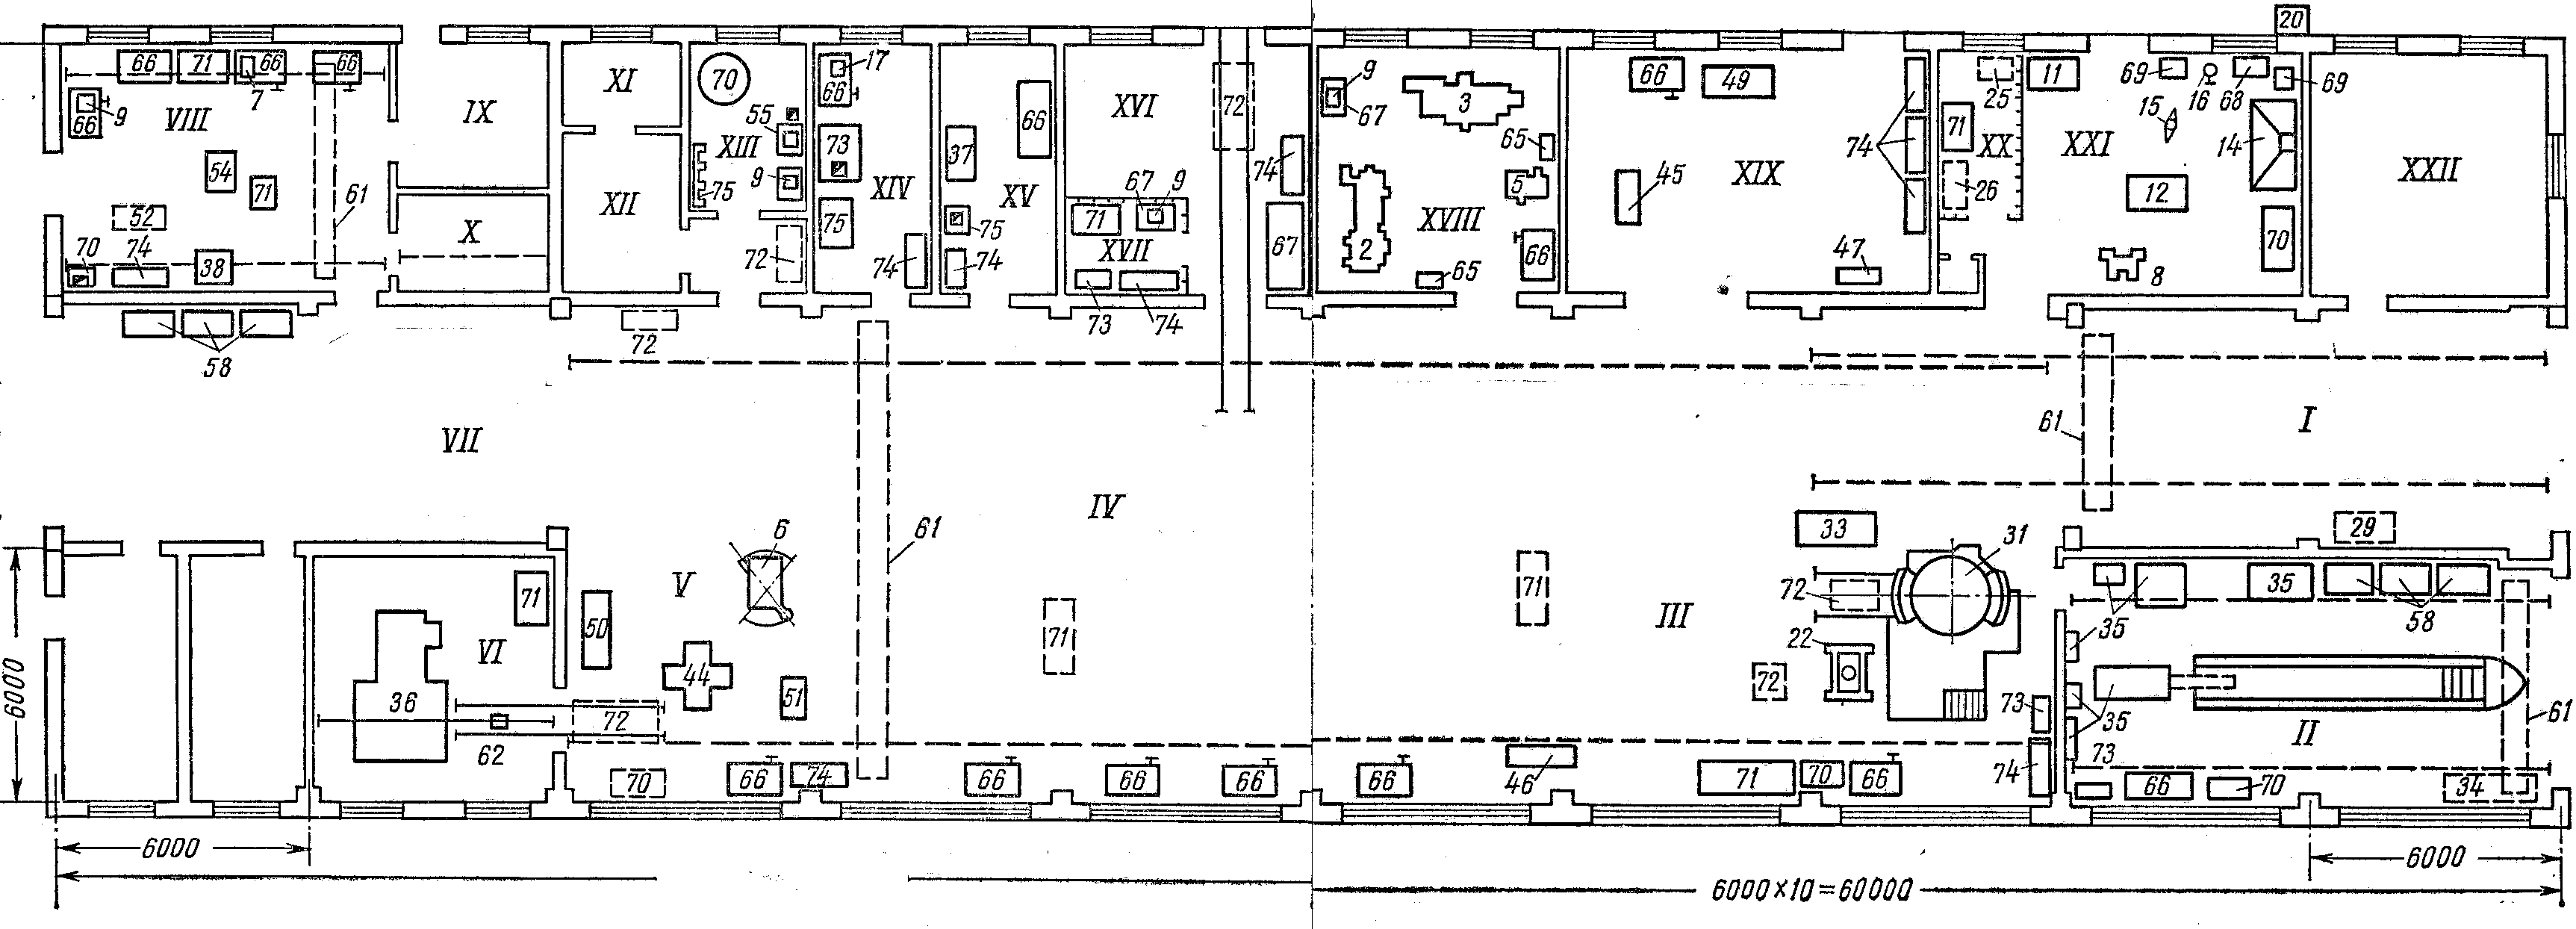 20
66 71 66 66 70 17 72 9 3 66 49 25 11 69 16 68 69
7 55 66 66 67 15
9 66 VIII IX XI XIII 73 37 XVI 65 74 71 XX XXI 14 XXII
54 71 61 9 XIV XV 67 9 74 5 45 XIX 26 12
52 XII 75 75 71 75 XVIII
70 74 38 X 72 74 74 XVII 67 2 66 47 8 70
73 74 65
58 72
VII 61 I
6 61 IV 33 31 29
V 71 71 III 72 35 58
71 50 22 35
VI 44 72
36 72 51 73 35 61
62 II
70 66 74 66 66 66 66 46 71 70 66 74 73 66 70 34
6000
6000 6000
6000×10=60000